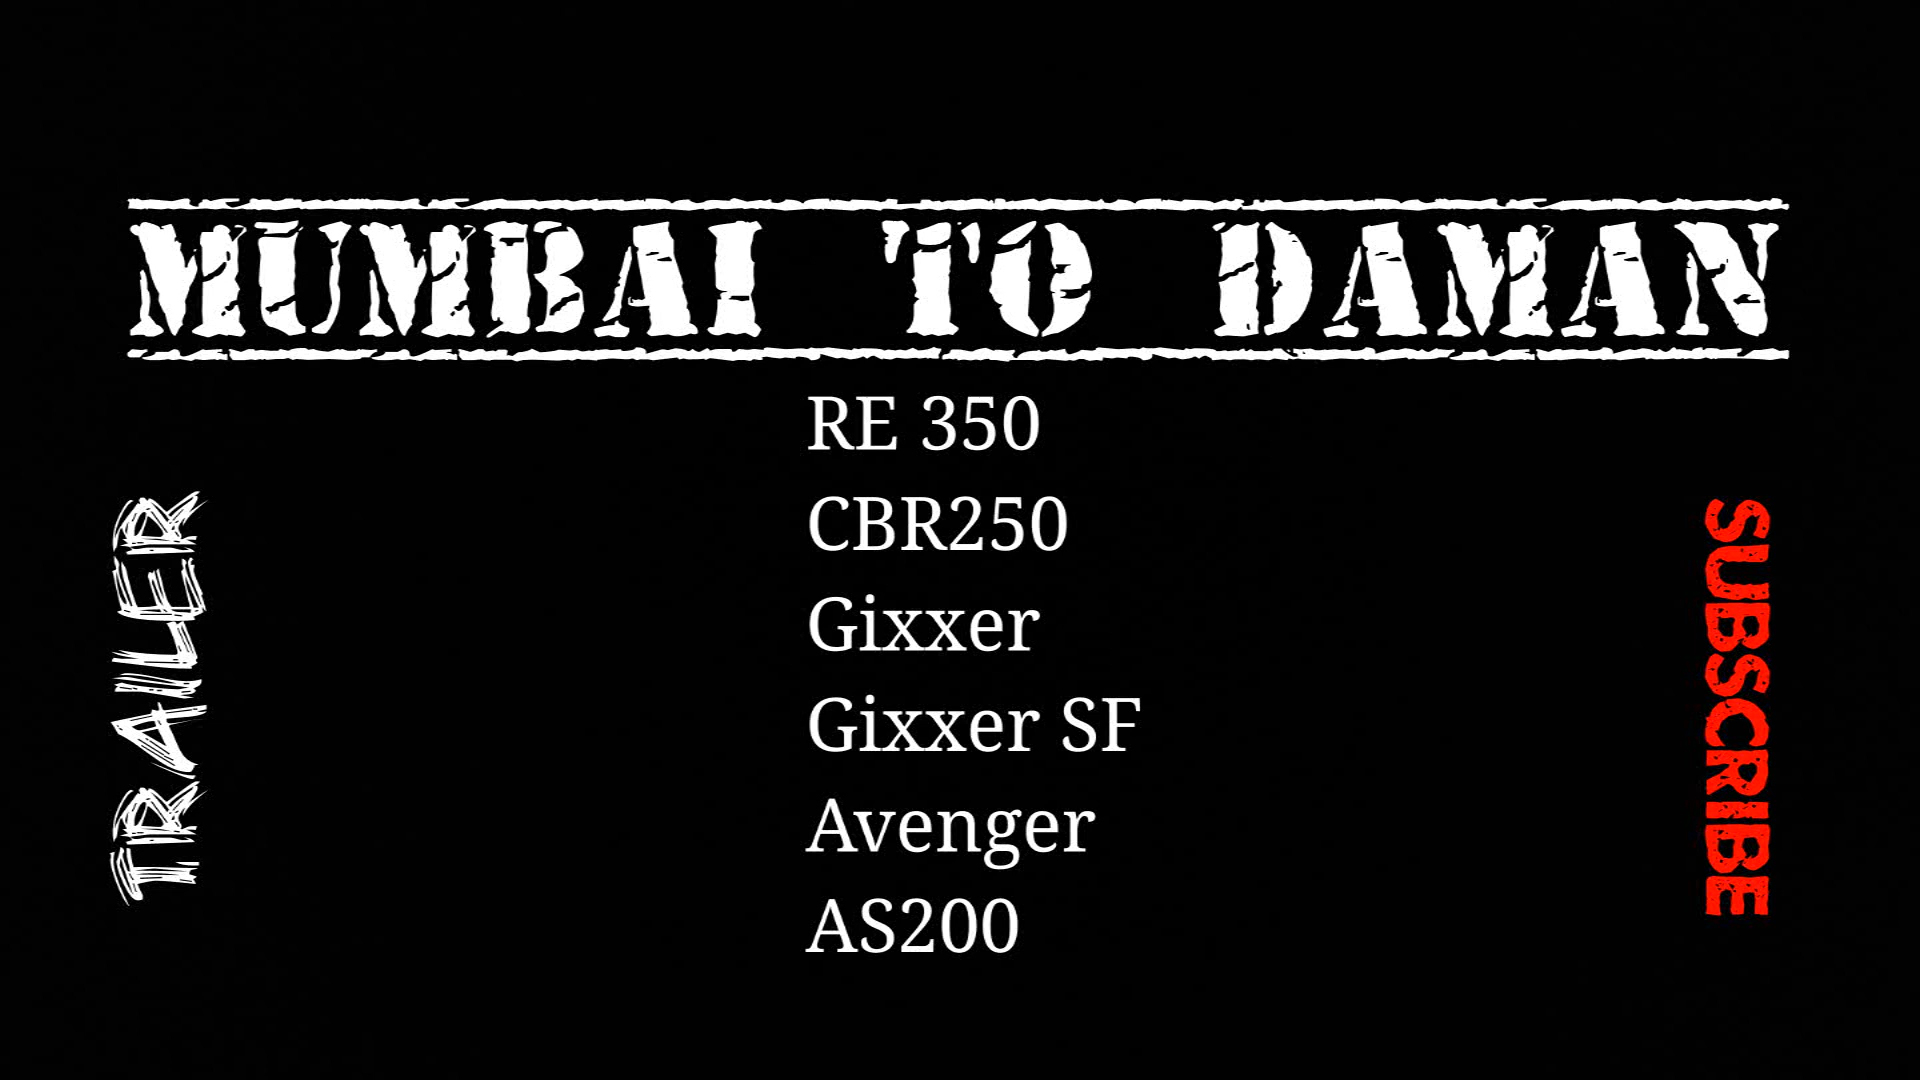 MUMBAI TO DAMAN
RE 350
CBR250
Gixxer
Gixxer SF
Avenger
AS200
TRAILER
SUBSCRIBE